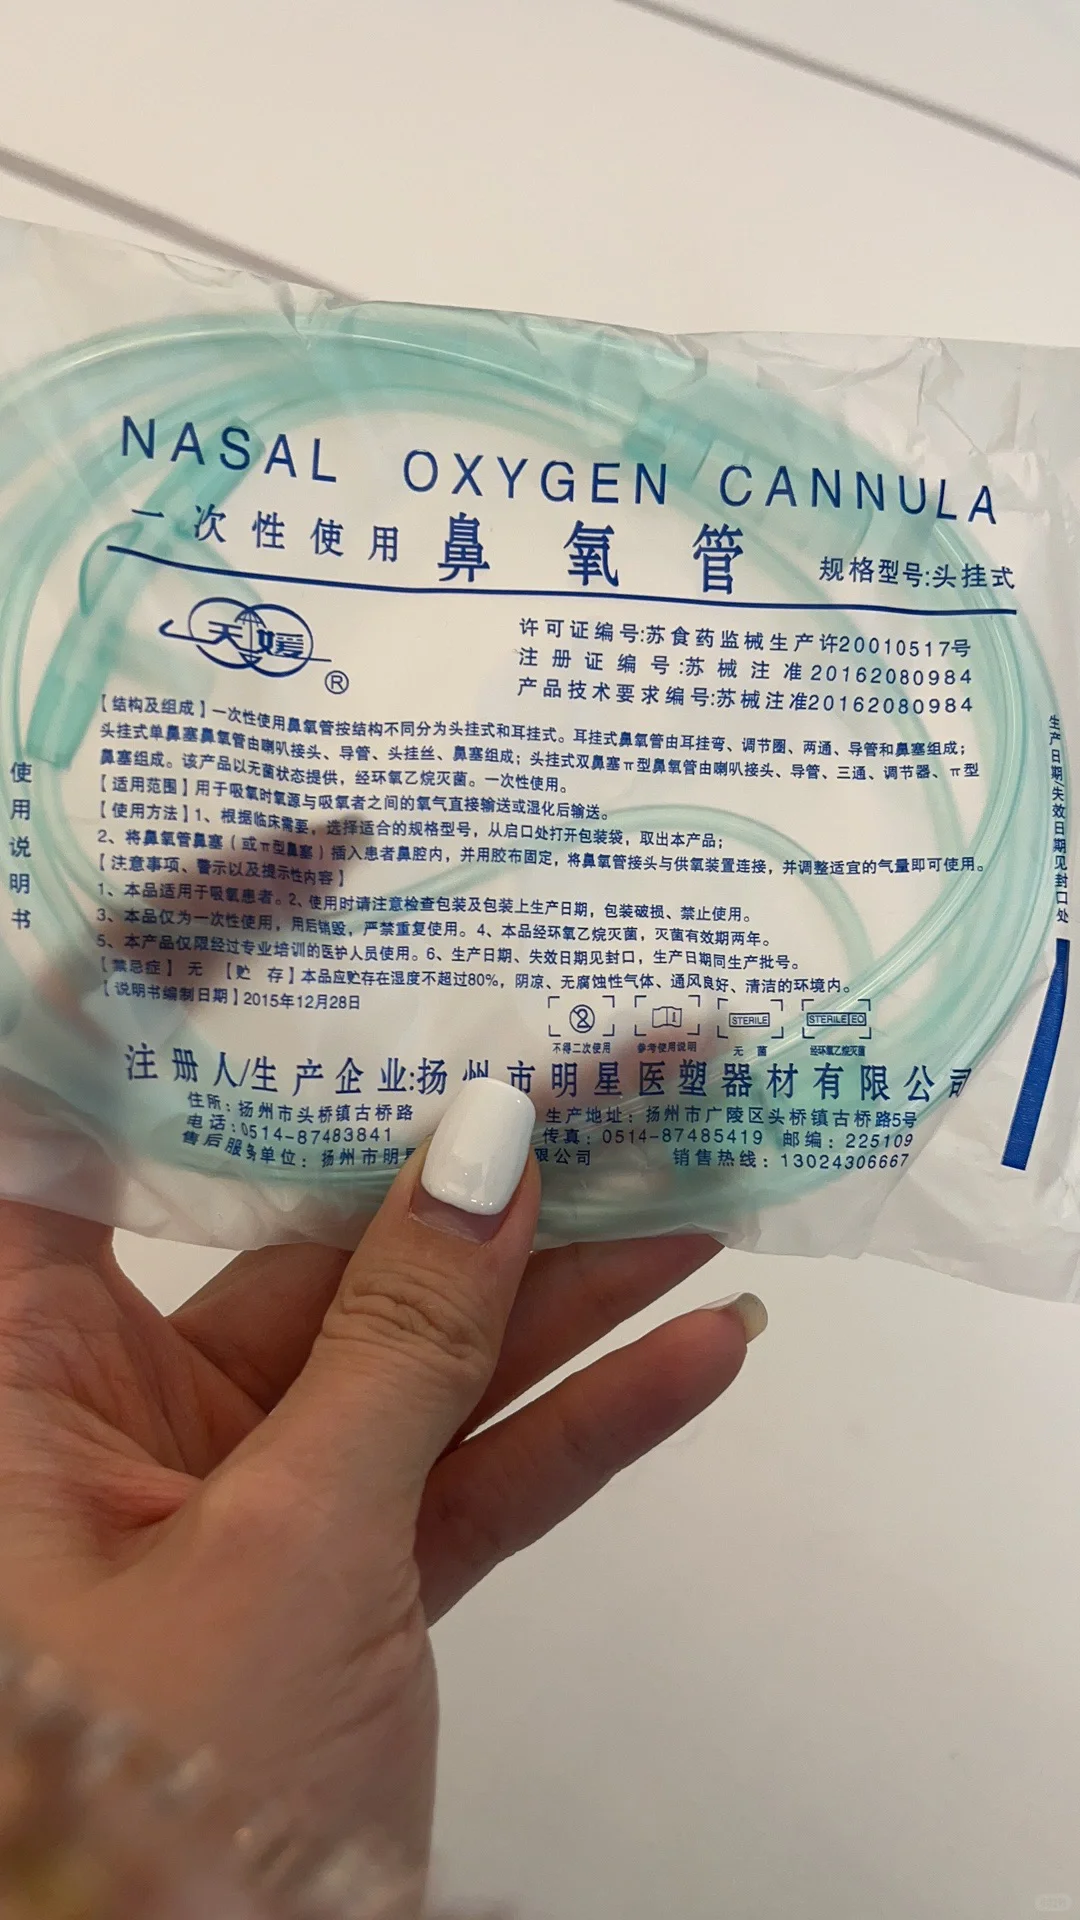 NASAL OXYGEN CANNULA
一次性使用 鼻氧管 规格型号:头挂式
天媛 ®
许可证编号:苏食药监械生产许20010517号
注册证编号:苏械注准20162080984
产品技术要求编号:苏械注准20162080984
【结构及组成】一次性使用鼻氧管按结构不同分为头挂式和耳挂式。耳挂式鼻氧管由耳挂弯、调节圈、两通、导管和鼻塞组成；
头挂式单鼻塞鼻氧管由喇叭接头、导管、头挂丝、鼻塞组成；头挂式双鼻塞π型鼻氧管由喇叭接头、导管、三通、调节器、π型
鼻塞组成。该产品以无菌状态提供，经环氧乙烷灭菌。一次性使用。
【适用范围】用于吸氧时氧源与吸氧者之间的氧气直接输送或湿化后输送。
【使用方法】1、根据临床需要，选择适合的规格型号，从启口处打开包装袋，取出本产品；
2、将鼻氧管鼻塞（或π型鼻塞）插入患者鼻腔内，并用胶布固定，将鼻氧管接头与供氧装置连接，并调整适宜的气量即可使用。
【注意事项、警示以及提示性内容】
1、本品适用于吸氧患者。2、使用时请注意检查包装及包装上生产日期，包装破损、禁止使用。
3、本品仅为一次性使用，用后销毁，严禁重复使用。4、本品经环氧乙烷灭菌，灭菌有效期两年。
5、本产品仅限经过专业培训的医护人员使用。6、生产日期、失效日期见封口，生产日期同生产批号。
【禁忌症】无 【贮 存】本品应贮存在湿度不超过80%，阴凉、无腐蚀性气体、通风良好、清洁的环境内。
【说明书编制日期】2015年12月28日
使用说明书
生产日期/失效日期见封口处
2 STERILE STERILE EO
不得二次使用 参考使用说明 无菌 经环氧乙烷灭菌
注册人/生产企业:扬州市明星医塑器材有限公司
住所：扬州市头桥镇古桥路 生产地址：扬州市广陵区头桥镇古桥路5号
电话：0514-87483841 传真：0514-87485419 邮编：225109
售后服务单位：扬州市明星 限公司 销售热线：13024306667